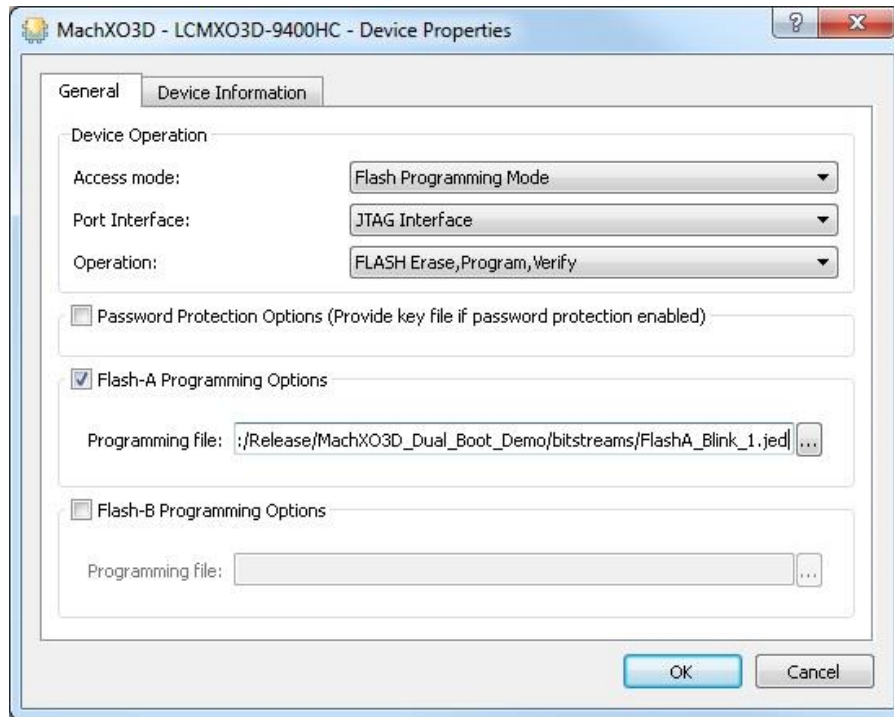 MachXO3D - LCMXO3D-9400HC - Device Properties
General Device Information
Device Operation
Access mode: Flash Programming Mode
Port Interface: JTAG Interface
Operation: FLASH Erase,Program,Verify
Password Protection Options (Provide key file if password protection enabled)
Flash-A Programming Options
Programming file: :/Release/MachXO3D_Dual_Boot_Demo/bitstreams/FlashA_Blink_1.jed ...
Flash-B Programming Options
Programming file: ...
OK Cancel